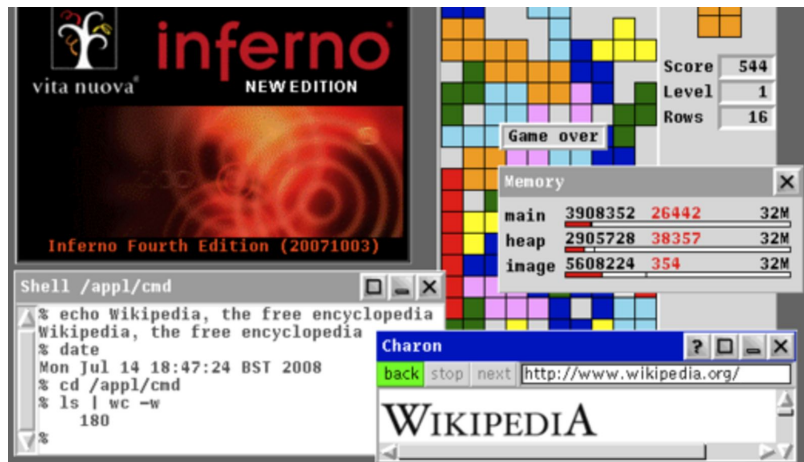 inferno
vita nuova
NEW EDITION
Inferno Fourth Edition (20071003)
Score 544
Level 1
Rows 16
Game over
Memory
main 3908352 26442 32M
heap 2905728 38357 32M
image 5608224 354 32M
Shell /appl/cmd
% echo Wikipedia, the free encyclopedia
Wikipedia, the free encyclopedia
% date
Mon Jul 14 18:47:24 BST 2008
% cd /appl/cmd
% ls | wc -w
180
%
Charon ?
back stop next http://www.wikipedia.org/
WIKIPEDIA